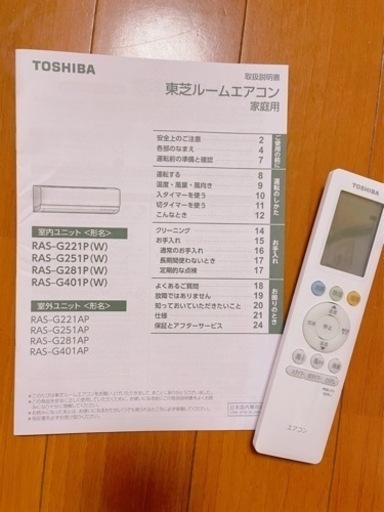 TOSHIBA
取扱説明書
東芝ルームエアコン
家庭用
安全上のご注意 2
各部のなまえ 4
運転前の準備と確認 7
ご使用の前に
運転する 8
温度・風量・風向き 9
入タイマーを使う 10
切タイマーを使う 11
こんなとき 12
運転のしかた
クリーニング 14
お手入れ 15
通常のお手入れ 16
長期間使わないとき 17
定期的な点検 17
お手入れ
よくあるご質問 18
故障ではありません 19
知っておいていただきたいこと 20
仕様 21
保証とアフターサービス 24
お困りのとき
室内ユニット<形名>
RAS-G221P(W)
RAS-G251P(W)
RAS-G281P(W)
RAS-G401P(W)
室外ユニット<形名>
RAS-G221AP
RAS-G251AP
RAS-G281AP
RAS-G401AP
TOSHIBA
停止
エアコン